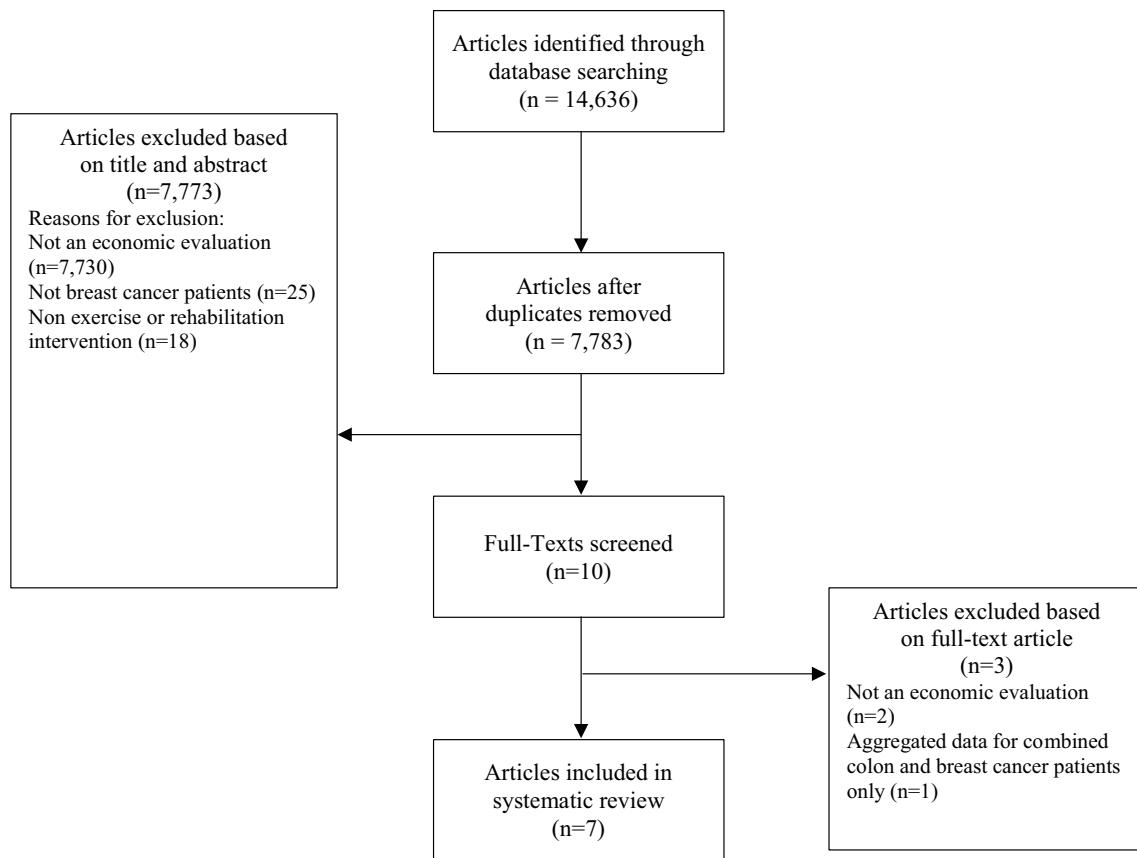 Articles identified through
database searching
(n = 14,636)
Articles excluded based
on title and abstract
(n=7,773)
Reasons for exclusion:
Not an economic evaluation
(n=7,730)
Not breast cancer patients (n=25)
Non exercise or rehabilitation
intervention (n=18)
Articles after
duplicates removed
(n = 7,783)
Full-Texts screened
(n=10)
Articles excluded based
on full-text article
(n=3)
Not an economic evaluation
(n=2)
Aggregated data for combined
colon and breast cancer patients
only (n=1)
Articles included in
systematic review
(n=7)